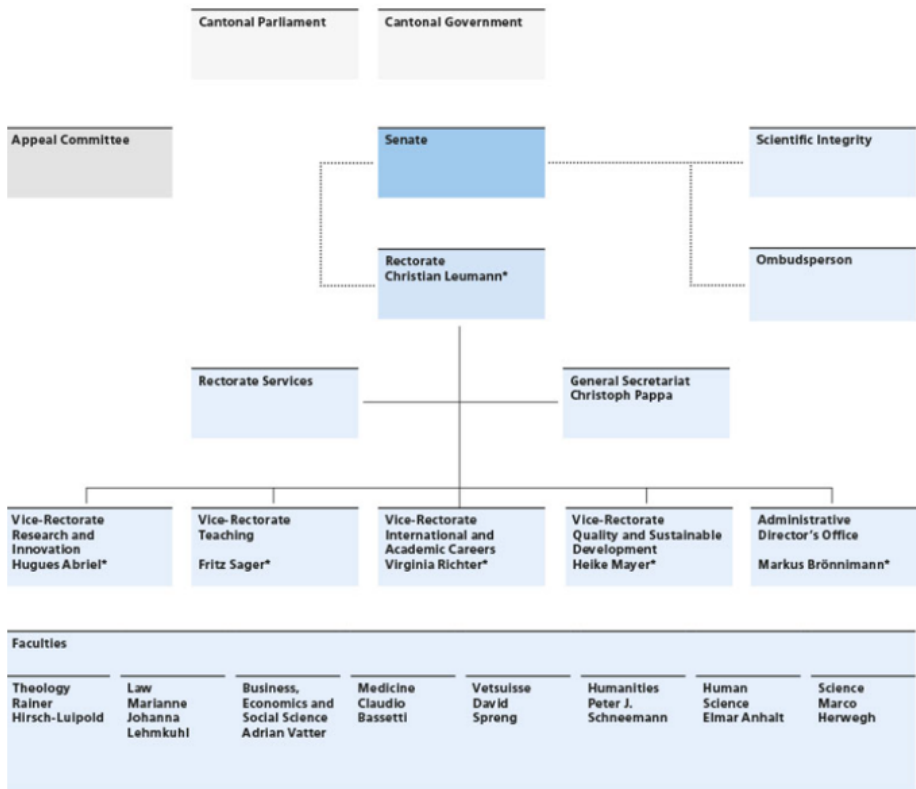 Cantonal Parliament
Cantonal Government
Appeal Committee
Senate
Scientific Integrity
Rectorate
Christian Leumann*
Ombudsperson
Rectorate Services
General Secretariat
Christoph Pappa
Vice-Rectorate
Research and
Innovation
Hugues Abriel*
Vice-Rectorate
Teaching
Fritz Sager*
Vice-Rectorate
International and
Academic Careers
Virginia Richter*
Vice-Rectorate
Quality and Sustainable
Development
Heike Mayer*
Administrative
Director's Office
Markus Brönnimann*
Faculties
Theology
Rainer
Hirsch-Luipold
Law
Marianne
Johanna
Lehmkuhl
Business,
Economics and
Social Science
Adrian Vatter
Medicine
Claudio
Bassetti
Vetsuisse
David
Spreng
Humanities
Peter J.
Schneemann
Human
Science
Elmar Anhalt
Science
Marco
Herwegh